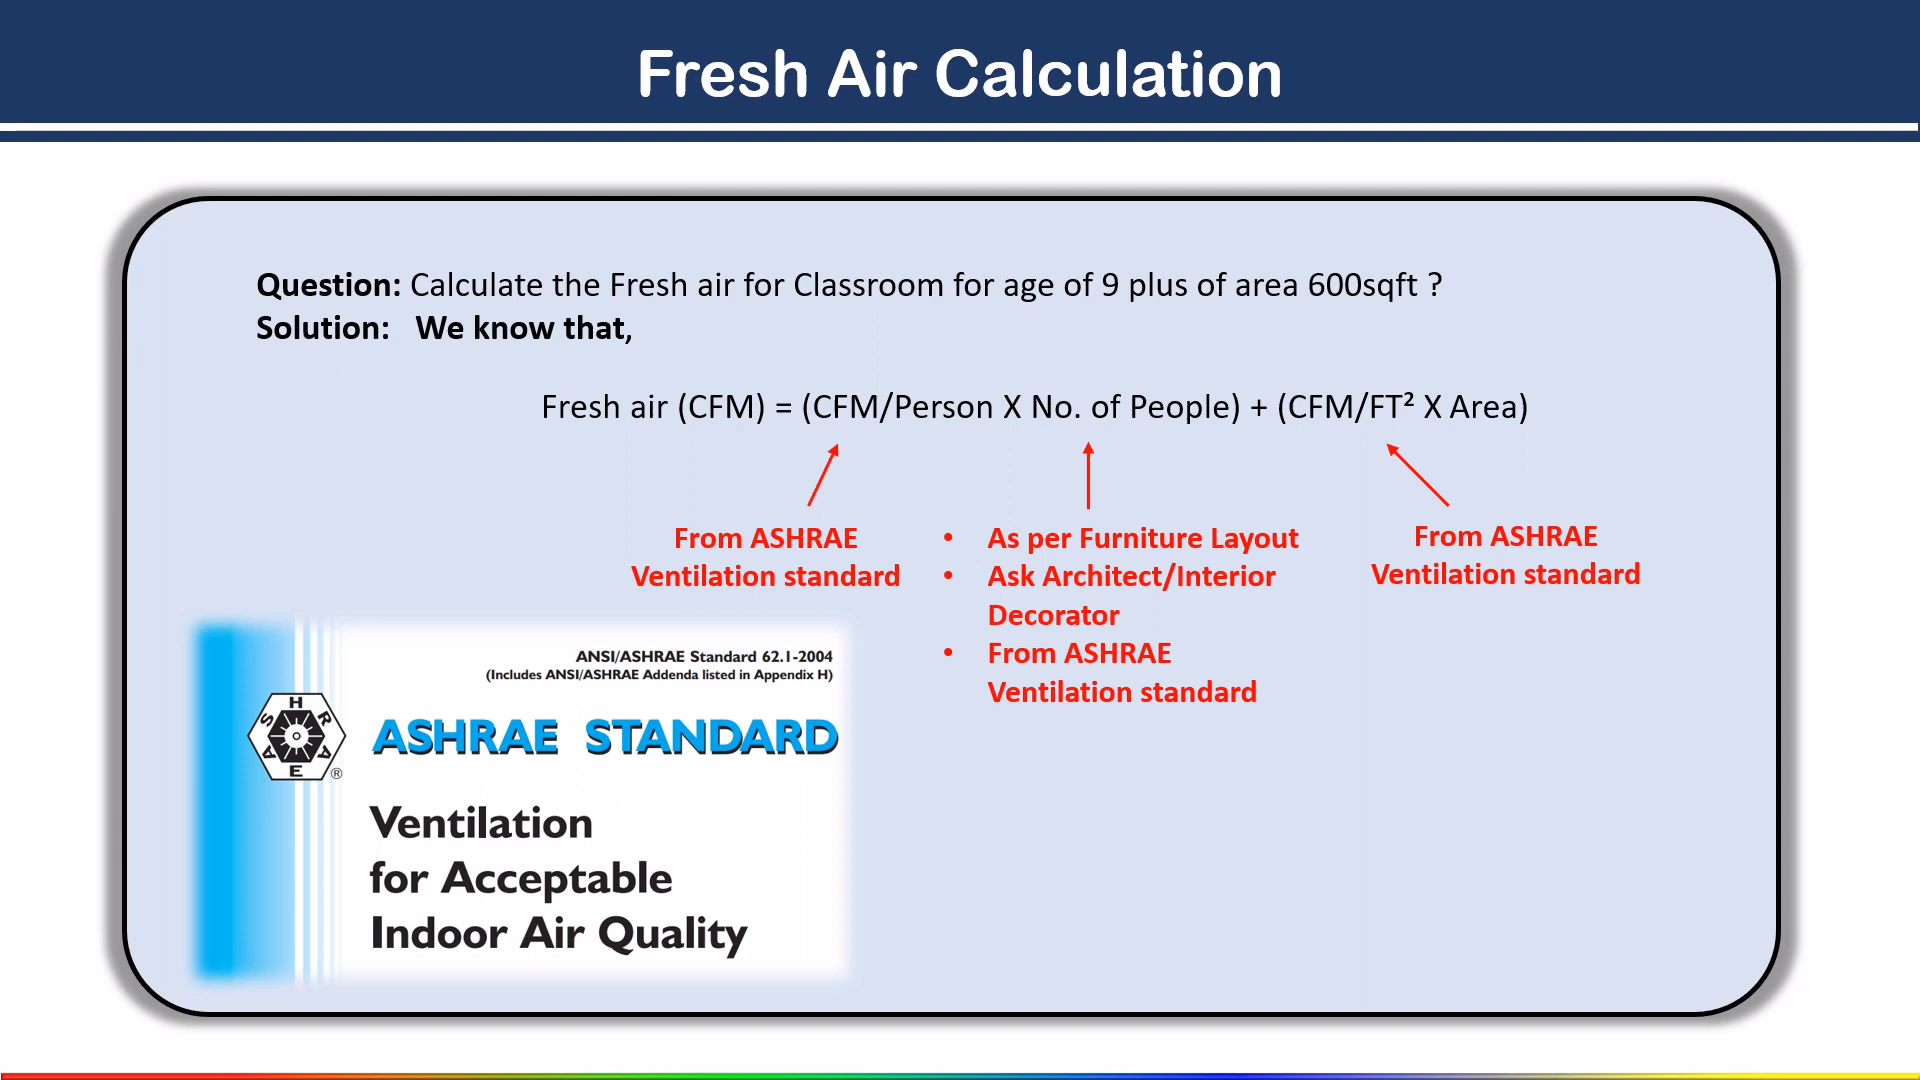 Fresh Air Calculation
Question: Calculate the Fresh air for Classroom for age of 9 plus of area 600sqft ?
Solution: We know that,
Fresh air (CFM) = (CFM/Person X No. of People) + (CFM/FT² X Area)
From ASHRAE
Ventilation standard
• As per Furniture Layout
• Ask Architect/Interior
Decorator
• From ASHRAE
Ventilation standard
From ASHRAE
Ventilation standard
ANSI/ASHRAE Standard 62.1-2004
(Includes ANSI/ASHRAE Addenda listed in Appendix H)
ASHRAE
®
ASHRAE STANDARD
Ventilation
for Acceptable
Indoor Air Quality